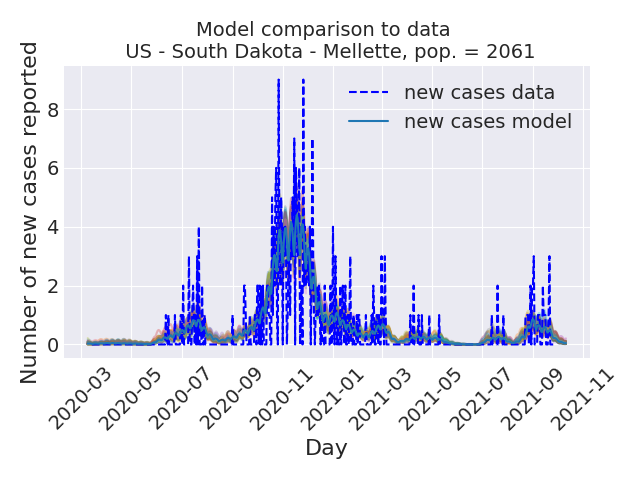 Model comparison to data
US - South Dakota - Mellette, pop. = 2061
Number of new cases reported
new cases data
new cases model
8
6
4
2
0
2020-03
2020-05
2020-07
2020-09
2020-11
2021-01
2021-03
2021-05
2021-07
2021-09
2021-11
Day